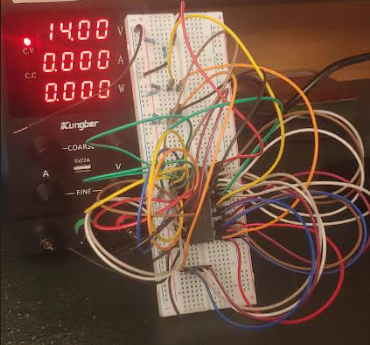 14.00 V
C.V
0.000 A
C.C
0.000 W
Kungber
COARSE
5V/2A
A V
FINE